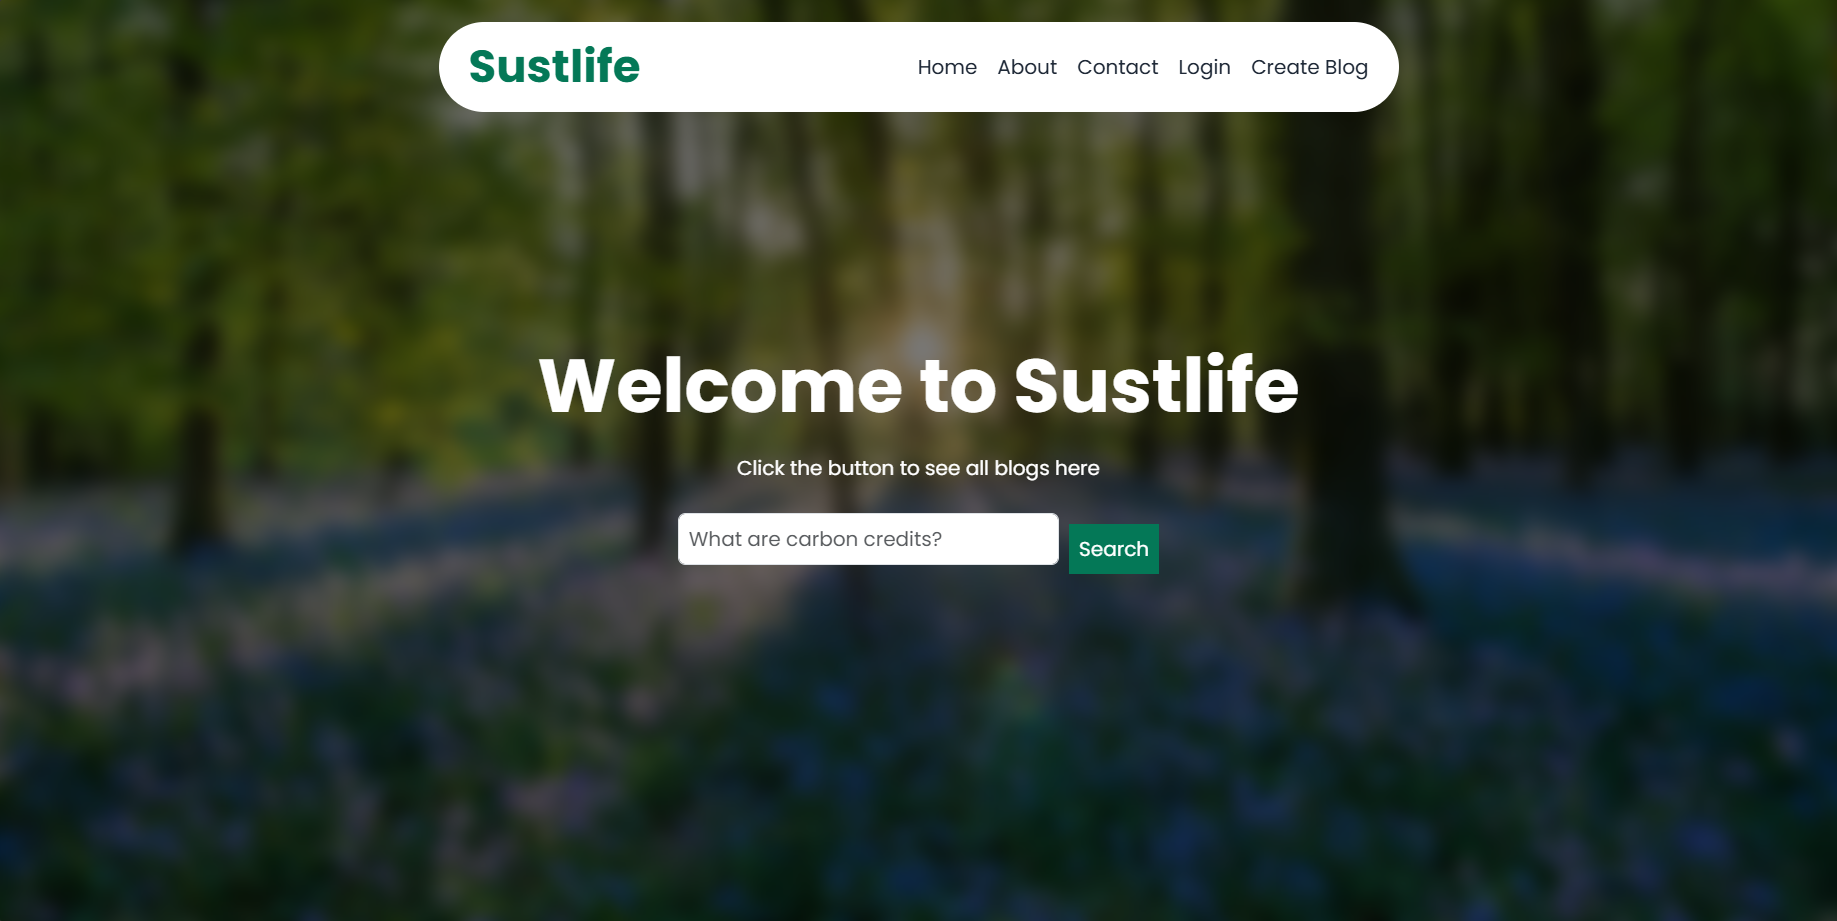 Sustlife
Home About Contact Login Create Blog
Welcome to Sustlife
Click the button to see all blogs here
What are carbon credits?
Search